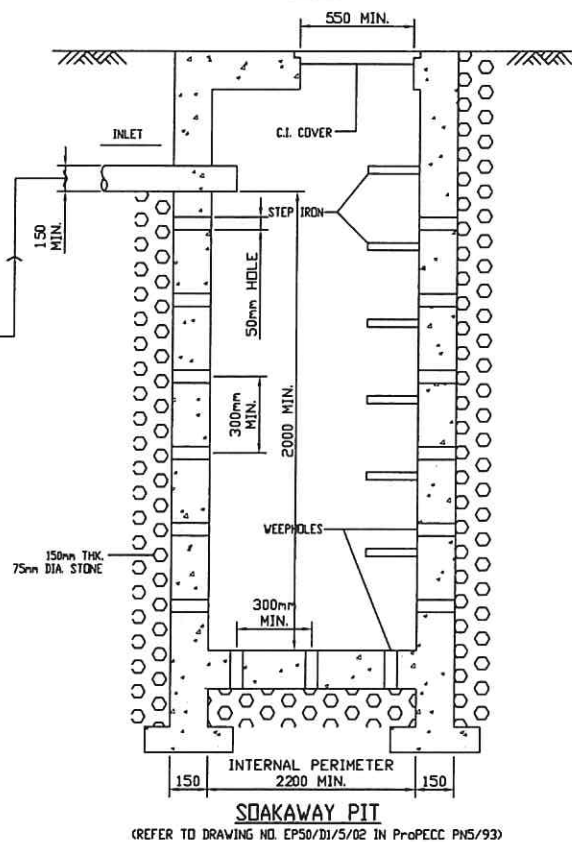 550 MIN.
INLET
C.I. COVER
STEP IRON
150
MIN.
50mm HOLE
300mm
MIN.
2000 MIN.
WEEPHOLES
150mm THK.
75mm DIA. STONE
300mm
MIN.
INTERNAL PERIMETER
150
2200 MIN.
150
SOAKAWAY PIT
(REFER TO DRAWING NO. EP50/D1/5/02 IN ProPECC PN5/93)